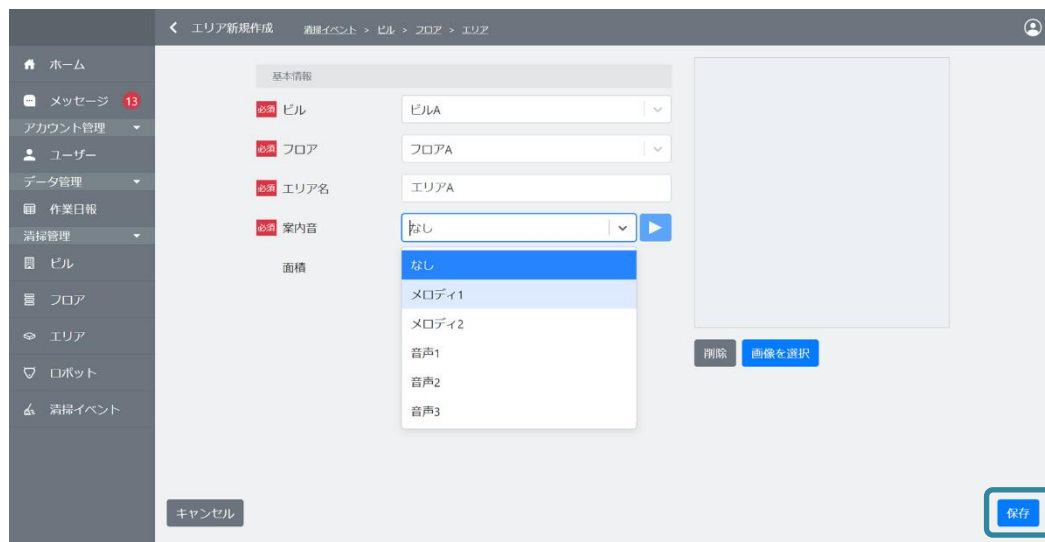 エリア新規作成 清掃イベント > ビル > フロア > エリア
ホーム
メッセージ 13
アカウント管理
ユーザー
データ管理
作業日報
清掃管理
ビル
フロア
エリア
ロボット
清掃イベント
基本情報
必須 ビル ビルA
必須 フロア フロアA
必須 エリア名 エリアA
必須 案内音 なし
面積
なし
メロディ1
メロディ2
音声1
音声2
音声3
削除 画像を選択
キャンセル
保存